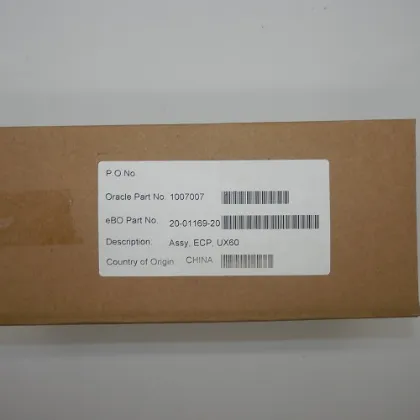 P.O.No
Oracle Part No. 1007007
eBO Part No. 20-01169-20
Description: Assy, ECP, UX60
Country of Origin: CHINA